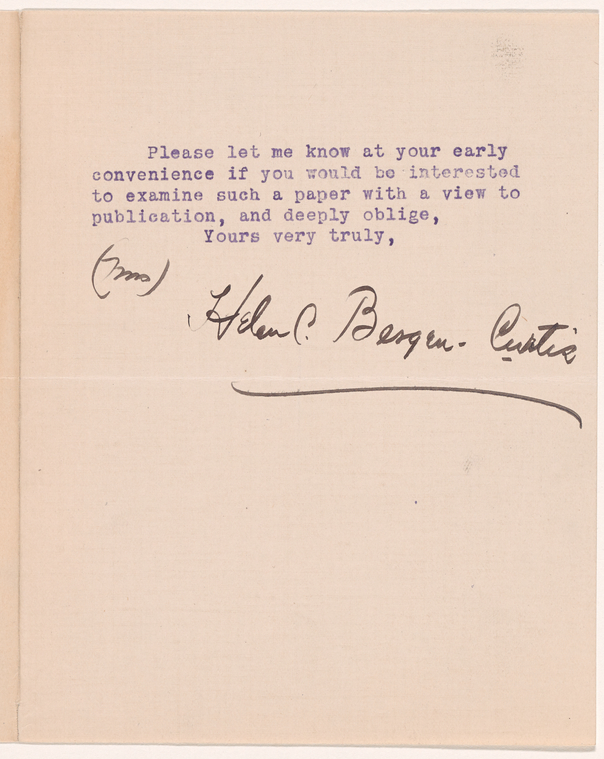 Please let me know at your early
convenience if you would be interested
to examine such a paper with a view to
publication, and deeply oblige,
Yours very truly,
(Mrs)
Helen C. Bergen-Curtis